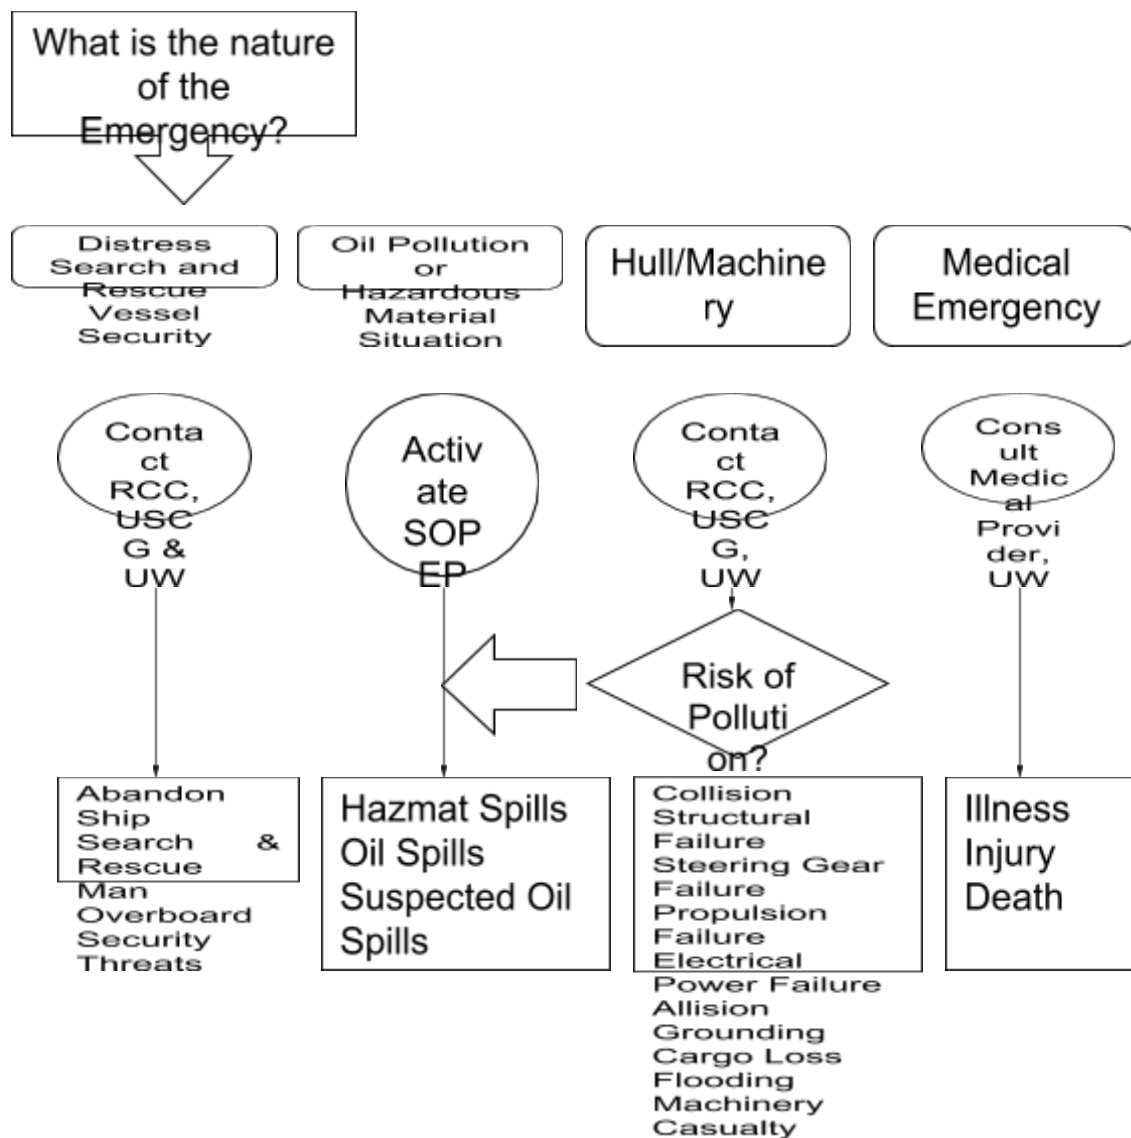 What is the nature
of the
Emergency?
Distress
Search and
Rescue
Vessel
Security
Oil Pollution
or
Hazardous
Material
Situation
Hull/Machine
ry
Medical
Emergency
Conta
ct
RCC,
USC
G &
UW
Activ
ate
SOP
EP
Conta
ct
RCC,
USC
G,
UW
Cons
ult
Medic
al
Provi
der,
UW
Risk of
Polluti
on?
Abandon
Ship
Search &
Rescue
Man
Overboard
Security
Threats
Hazmat Spills
Oil Spills
Suspected Oil
Spills
Collision
Structural
Failure
Steering Gear
Failure
Propulsion
Failure
Electrical
Power Failure
Allision
Grounding
Cargo Loss
Flooding
Machinery
Casualty
Illness
Injury
Death